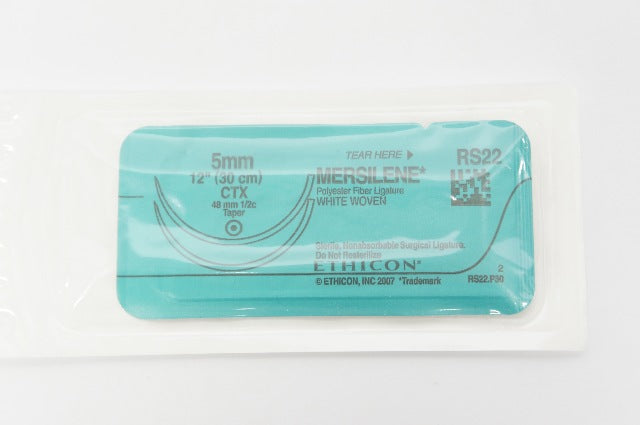 5mm
12" (30 cm)
CTX
48 mm 1/2c
Taper
TEAR HERE
MERSILENE*
Polyester Fiber Ligature
WHITE WOVEN
RS22
Sterile, Nonabsorbable Surgical Ligature.
Do Not Resterilize
ETHICON*
© ETHICON, INC 2007 *Trademark
2
RS22.P30